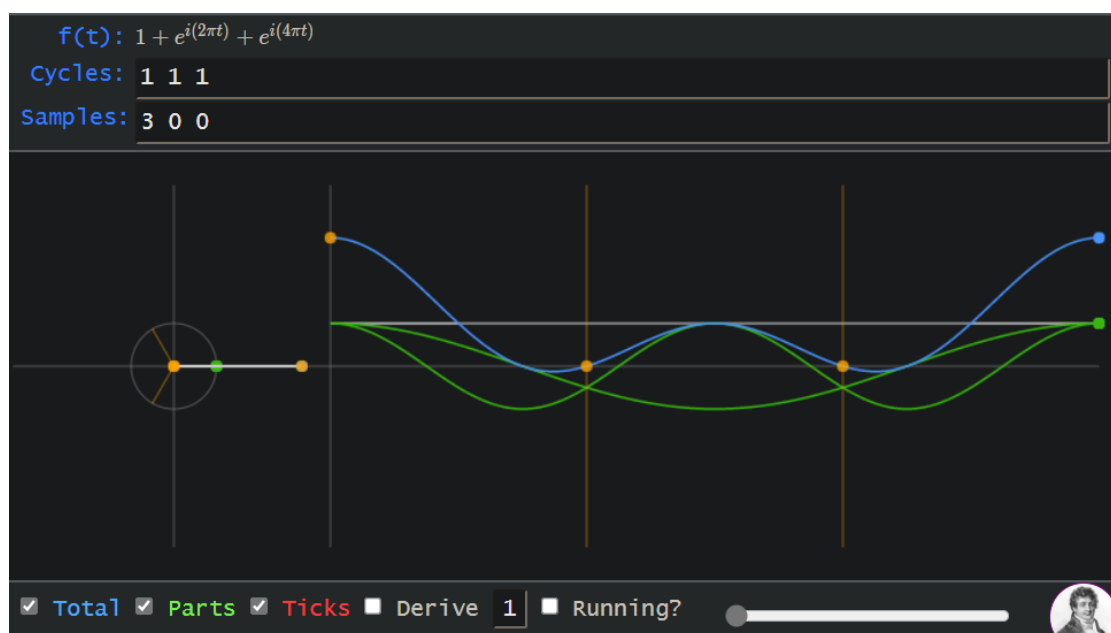 f(t): 1 + e^{i(2πt)} + e^{i(4πt)}
Cycles: 1 1 1
Samples: 3 0 0
Total Parts Ticks Derive 1 Running?